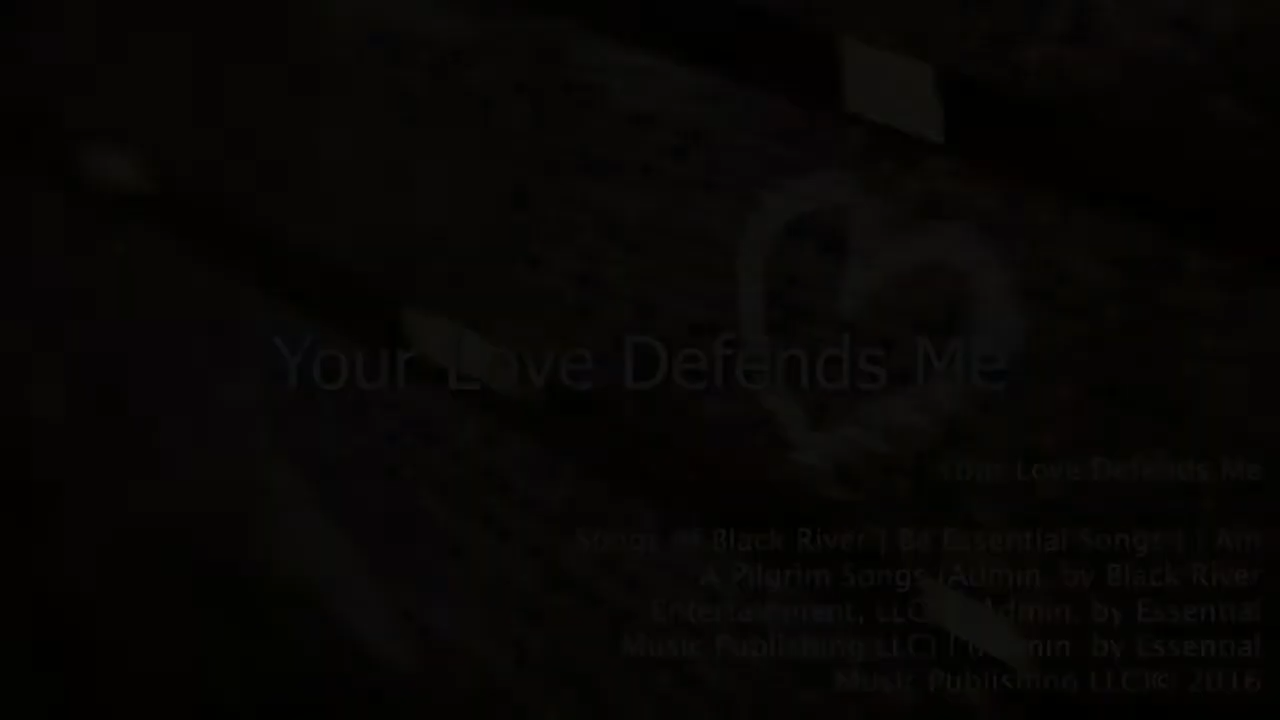 Your Love Defends Me
Your Love Defends Me
Songs of Black River | Be Essential Songs | I Am
A Pilgrim Songs (Admin. by Black River
Entertainment, LLC) | (Admin. by Essential
Music Publishing LLC) | (Admin. by Essential
Music Publishing LLC)© 2016